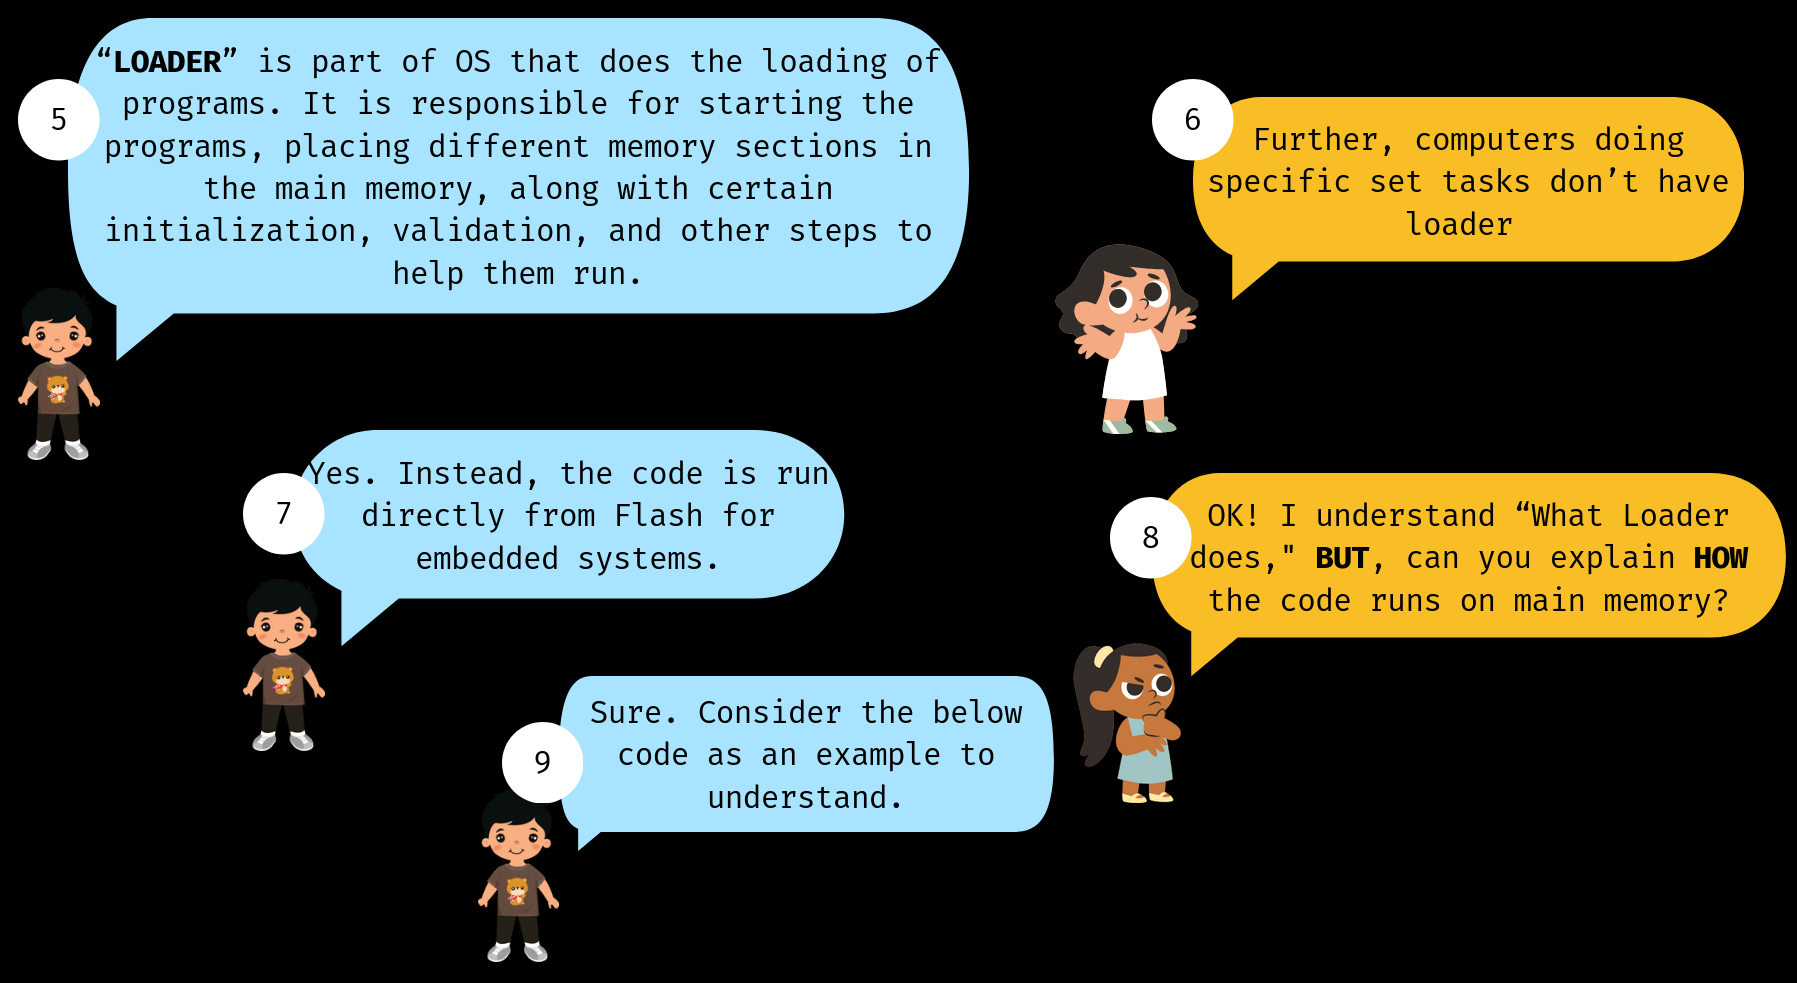 5
“LOADER” is part of OS that does the loading of
programs. It is responsible for starting the
programs, placing different memory sections in
the main memory, along with certain
initialization, validation, and other steps to
help them run.
6
Further, computers doing
specific set tasks don’t have
loader
7
Yes. Instead, the code is run
directly from Flash for
embedded systems.
8
OK! I understand “What Loader
does," BUT, can you explain HOW
the code runs on main memory?
9
Sure. Consider the below
code as an example to
understand.